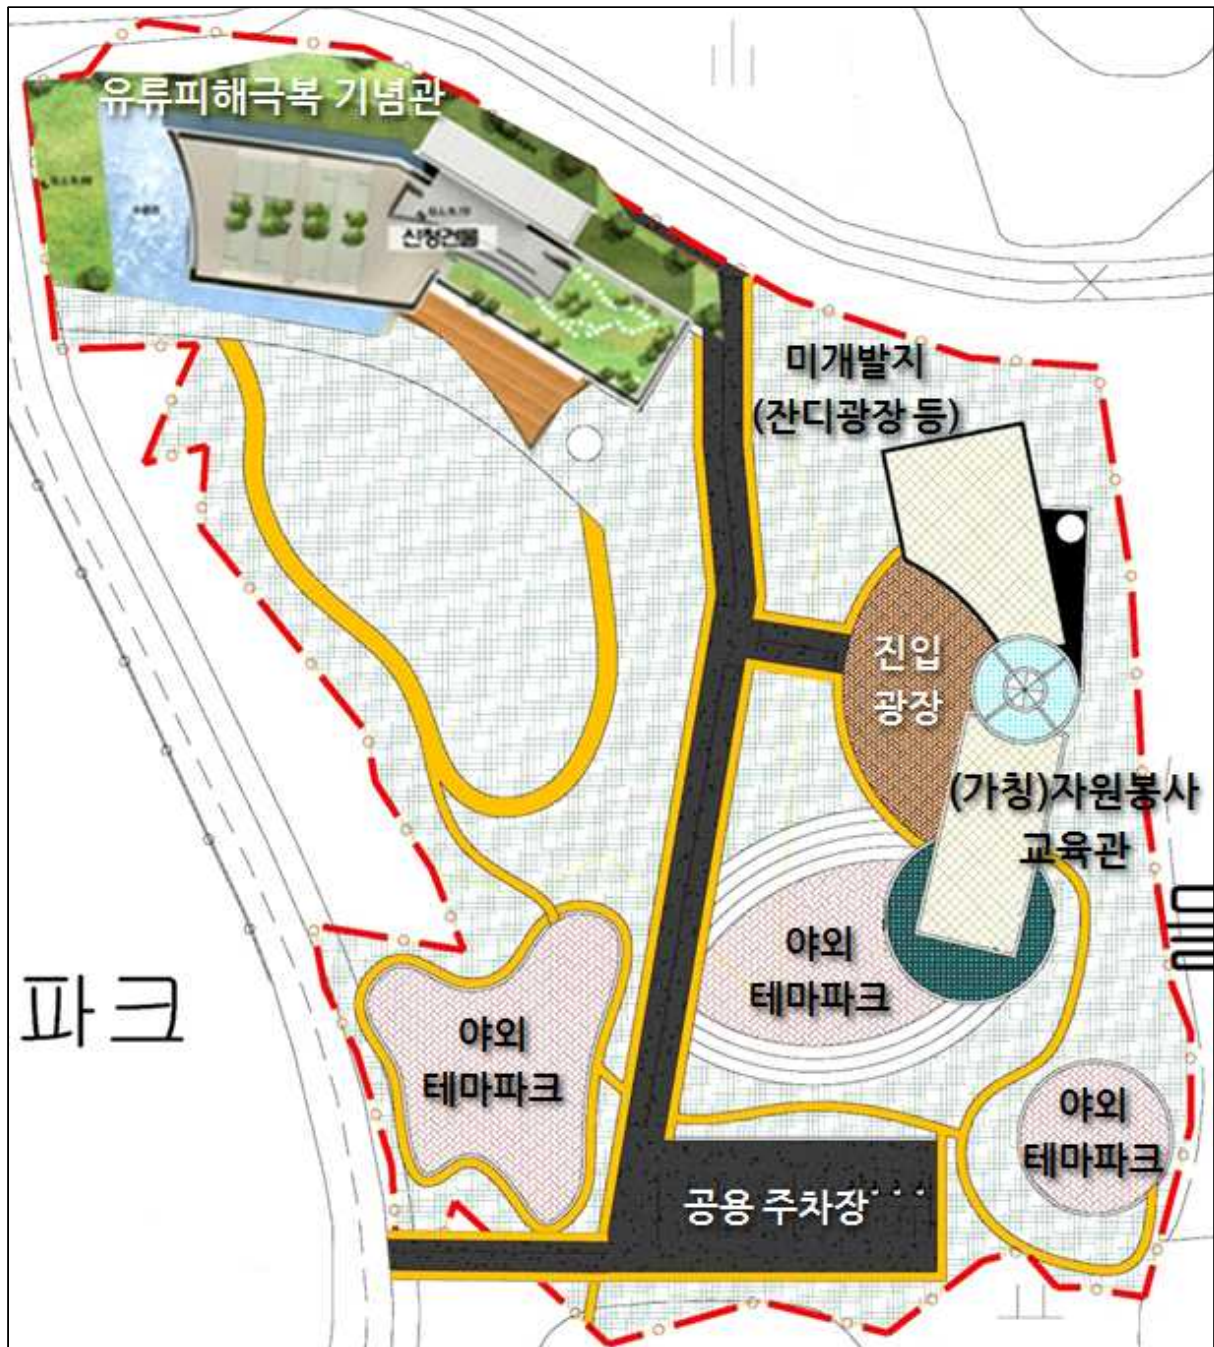 유류피해극복 기념관
신청건물
미개발지
(잔디광장 등)
진입
광장
(가칭)자원봉사
교육관
야외
테마파크
파크
야외
테마파크
야외
테마파크
공용 주차장